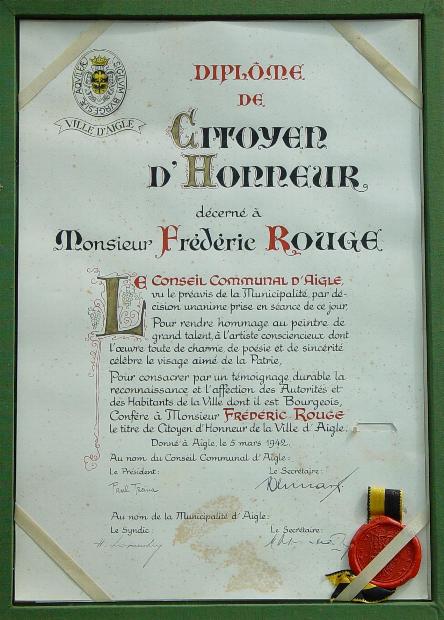 SIGILLUM BURGESIÆ AQVILEÆ
VILLE D'AIGLE
DIPLÔME
DE
CITOYEN
D'HONNEUR
décerné à
Monsieur Frédéric ROUGE
LE CONSEIL COMMUNAL D'AIGLE,
vu le préavis de la Municipalité, par dé-
cision unanime prise en séance de ce jour,
Pour rendre hommage au peintre de
grand talent, à l'artiste consciencieux dont
l'œuvre toute de charme, de poésie et de sincérité
célèbre le visage aimé de la Patrie,
Pour consacrer par un témoignage durable la
reconnaissance et l'affection des Autorités et
des Habitants de la Ville dont il est Bourgeois,
Confère à Monsieur FRÉDÉRIC ROUGE
le titre de Citoyen d'Honneur de la Ville d'Aigle.
Donné à Aigle, le 5 mars 1942.
Au nom du Conseil Communal d'Aigle:
Le Président: Le Secrétaire:
Au nom de la Municipalité d'Aigle:
Le Syndic: Le Secrétaire: